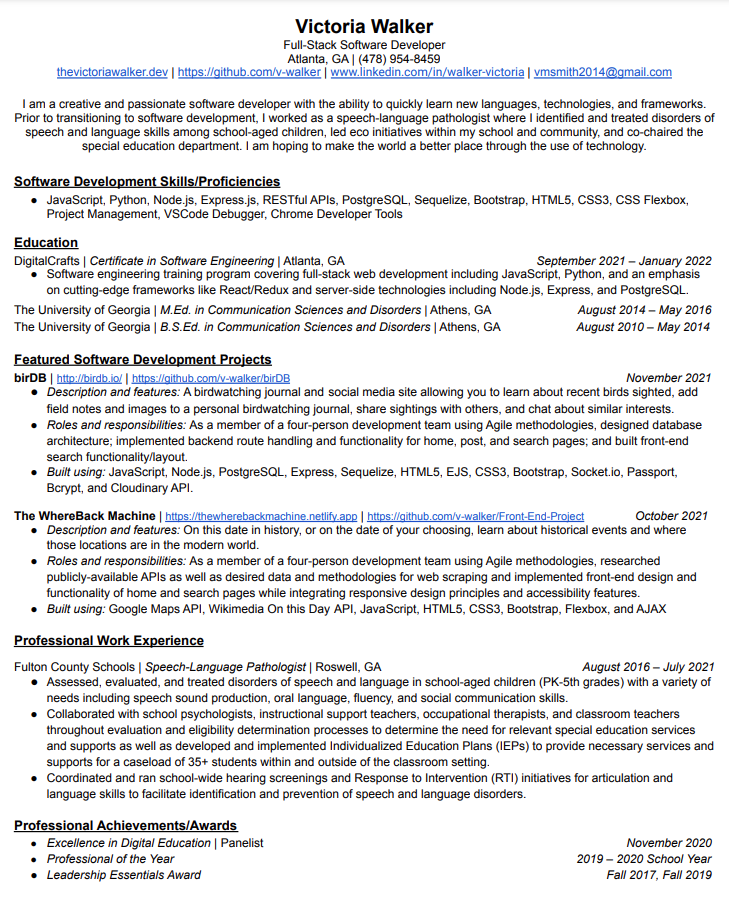 Victoria Walker
Full-Stack Software Developer
Atlanta, GA | (478) 954-8459
thevictoriawalker.dev | https://github.com/v-walker | www.linkedin.com/in/walker-victoria | vmsmith2014@gmail.com
I am a creative and passionate software developer with the ability to quickly learn new languages, technologies, and frameworks.
Prior to transitioning to software development, I worked as a speech-language pathologist where I identified and treated disorders of
speech and language skills among school-aged children, led eco initiatives within my school and community, and co-chaired the
special education department. I am hoping to make the world a better place through the use of technology.
Software Development Skills/Proficiencies
● JavaScript, Python, Node.js, Express.js, RESTful APIs, PostgreSQL, Sequelize, Bootstrap, HTML5, CSS3, CSS Flexbox,
Project Management, VSCode Debugger, Chrome Developer Tools
Education
DigitalCrafts | Certificate in Software Engineering | Atlanta, GA September 2021 – January 2022
● Software engineering training program covering full-stack web development including JavaScript, Python, and an emphasis
on cutting-edge frameworks like React/Redux and server-side technologies including Node.js, Express, and PostgreSQL.
The University of Georgia | M.Ed. in Communication Sciences and Disorders | Athens, GA August 2014 – May 2016
The University of Georgia | B.S.Ed. in Communication Sciences and Disorders | Athens, GA August 2010 – May 2014
Featured Software Development Projects
birDB | http://birdb.io/ | https://github.com/v-walker/birDB November 2021
● Description and features: A birdwatching journal and social media site allowing you to learn about recent birds sighted, add
field notes and images to a personal birdwatching journal, share sightings with others, and chat about similar interests.
● Roles and responsibilities: As a member of a four-person development team using Agile methodologies, designed database
architecture; implemented backend route handling and functionality for home, post, and search pages; and built front-end
search functionality/layout.
● Built using: JavaScript, Node.js, PostgreSQL, Express, Sequelize, HTML5, EJS, CSS3, Bootstrap, Socket.io, Passport,
Bcrypt, and Cloudinary API.
The WhereBack Machine | https://thewherebackmachine.netlify.app | https://github.com/v-walker/Front-End-Project October 2021
● Description and features: On this date in history, or on the date of your choosing, learn about historical events and where
those locations are in the modern world.
● Roles and responsibilities: As a member of a four-person development team using Agile methodologies, researched
publicly-available APIs as well as desired data and methodologies for web scraping and implemented front-end design and
functionality of home and search pages while integrating responsive design principles and accessibility features.
● Built using: Google Maps API, Wikimedia On this Day API, JavaScript, HTML5, CSS3, Bootstrap, Flexbox, and AJAX
Professional Work Experience
Fulton County Schools | Speech-Language Pathologist | Roswell, GA August 2016 – July 2021
● Assessed, evaluated, and treated disorders of speech and language in school-aged children (PK-5th grades) with a variety of
needs including speech sound production, oral language, fluency, and social communication skills.
● Collaborated with school psychologists, instructional support teachers, occupational therapists, and classroom teachers
throughout evaluation and eligibility determination processes to determine the need for relevant special education services
and supports as well as developed and implemented Individualized Education Plans (IEPs) to provide necessary services and
supports for a caseload of 35+ students within and outside of the classroom setting.
● Coordinated and ran school-wide hearing screenings and Response to Intervention (RTI) initiatives for articulation and
language skills to facilitate identification and prevention of speech and language disorders.
Professional Achievements/Awards
● Excellence in Digital Education | Panelist November 2020
● Professional of the Year 2019 – 2020 School Year
● Leadership Essentials Award Fall 2017, Fall 2019